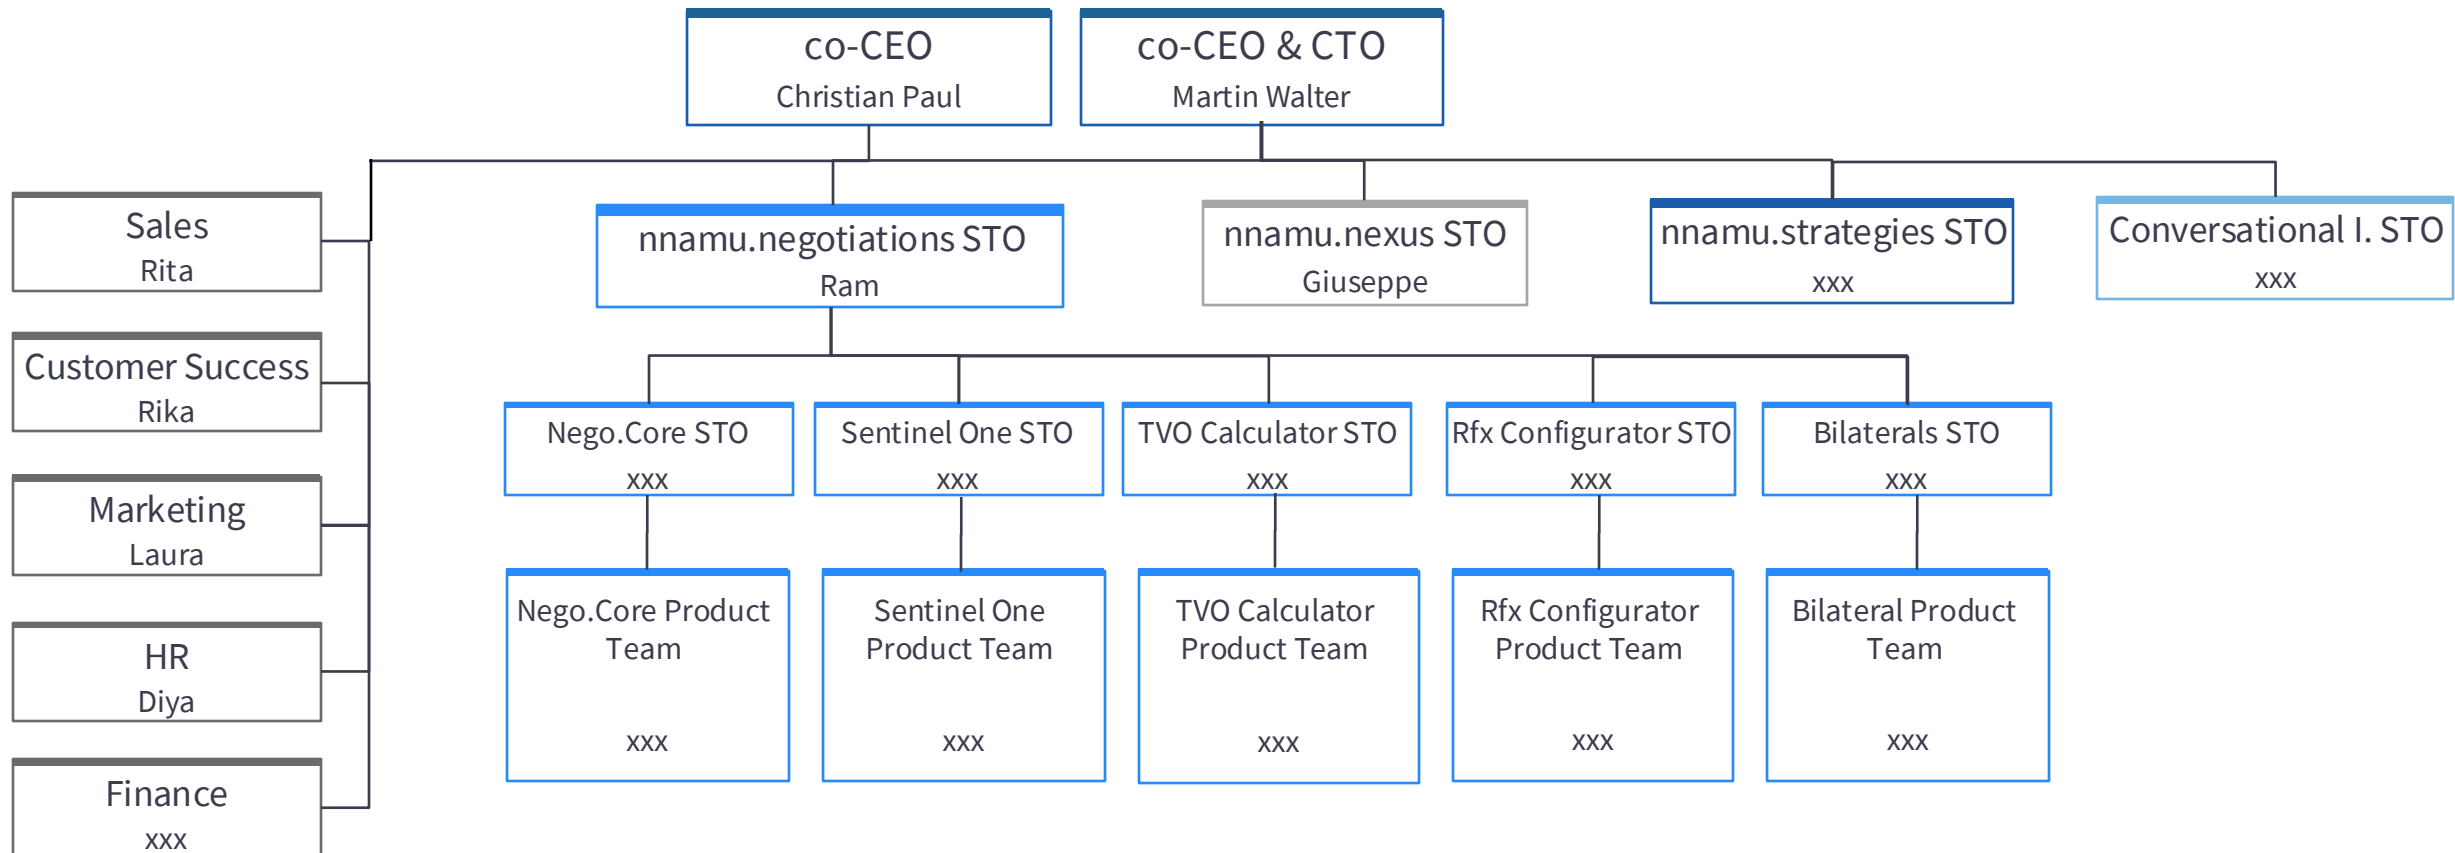 co-CEO
Christian Paul
co-CEO & CTO
Martin Walter
Sales
Rita
Customer Success
Rika
Marketing
Laura
HR
Diya
Finance
xxx
nnamu.negotiations STO
Ram
nnamu.nexus STO
Giuseppe
nnamu.strategies STO
xxx
Conversational I. STO
xxx
Nego.Core STO
xxx
Sentinel One STO
xxx
TVO Calculator STO
xxx
Rfx Configurator STO
xxx
Bilaterals STO
xxx
Nego.Core Product
Team
xxx
Sentinel One
Product Team
xxx
TVO Calculator
Product Team
xxx
Rfx Configurator
Product Team
xxx
Bilateral Product
Team
xxx